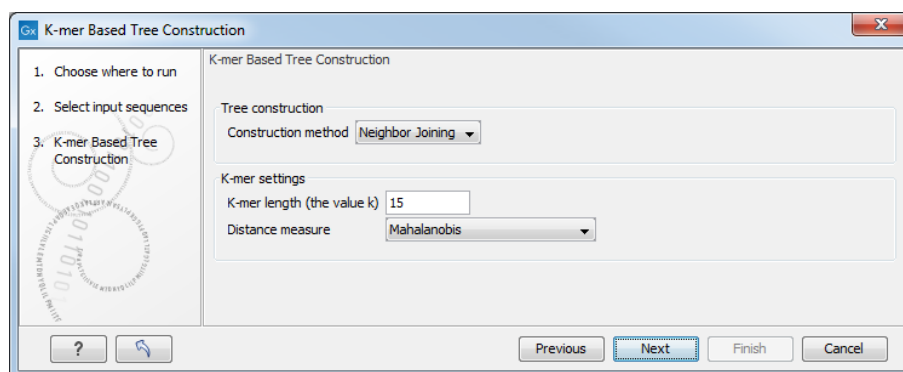 Gx K-mer Based Tree Construction
1. Choose where to run
2. Select input sequences
3. K-mer Based Tree
Construction
K-mer Based Tree Construction
Tree construction
Construction method Neighbor Joining
K-mer settings
K-mer length (the value k) 15
Distance measure Mahalanobis
? Previous Next Finish Cancel